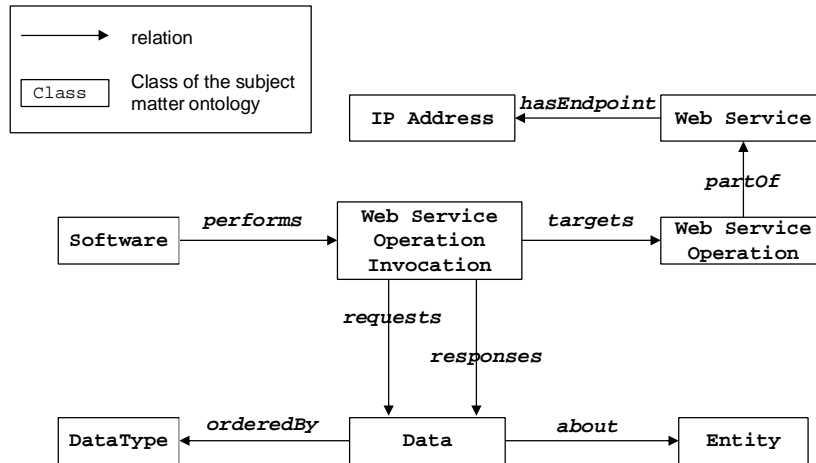 relation
Class
Class of the subject
matter ontology
IP Address
hasEndpoint
Web Service
partOf
Software
performs
Web Service
Operation
Invocation
targets
Web Service
Operation
requests
responses
DataType
orderedBy
Data
about
Entity